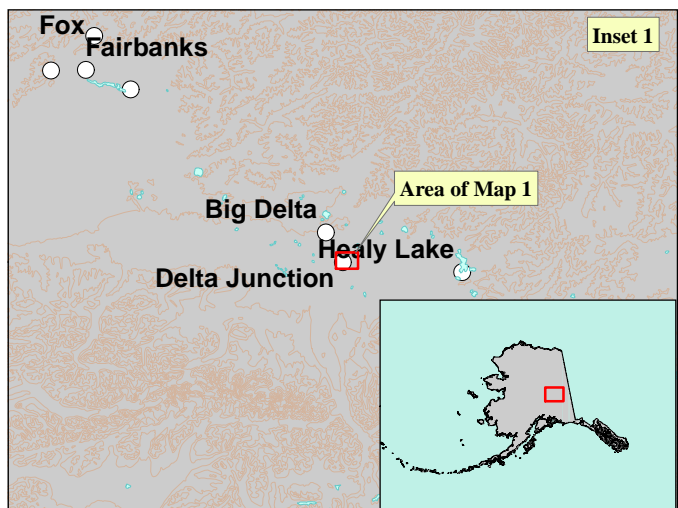 Fox
Inset 1
Fairbanks
Area of Map 1
Big Delta
Healy Lake
Delta Junction